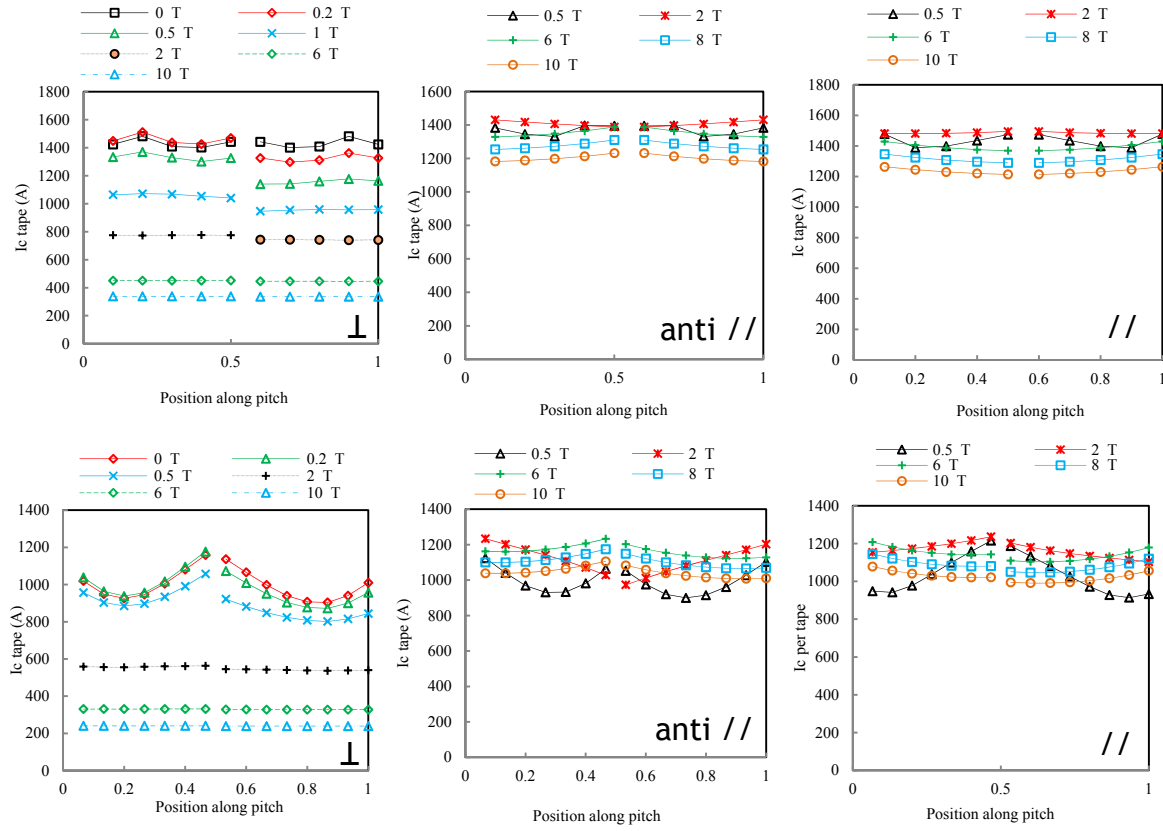 0 T
0.2 T
0.5 T
1 T
2 T
6 T
10 T
1800
1600
1400
1200
1000
800
600
400
200
0
0
0.5
1
Ic tape (A)
Position along pitch
⊥
0.5 T
2 T
6 T
8 T
10 T
1600
1400
1200
1000
800
600
400
200
0
0
0.5
1
Ic tape (A)
Position along pitch
anti //
0.5 T
2 T
6 T
8 T
10 T
1800
1600
1400
1200
1000
800
600
400
200
0
0
0.2
0.4
0.6
0.8
1
Ic tape (A)
Position along pitch
//
0 T
0.2 T
0.5 T
2 T
6 T
10 T
1400
1200
1000
800
600
400
200
0
0
0.2
0.4
0.6
0.8
1
Ic tape (A)
Position along pitch
⊥
0.5 T
2 T
6 T
8 T
10 T
1400
1200
1000
800
600
400
200
0
0
0.2
0.4
0.6
0.8
1
Ic tape (A)
Position along pitch
anti //
0.5 T
2 T
6 T
8 T
10 T
1400
1200
1000
800
600
400
200
0
0
0.5
1
Ic per tape
Position along pitch
//